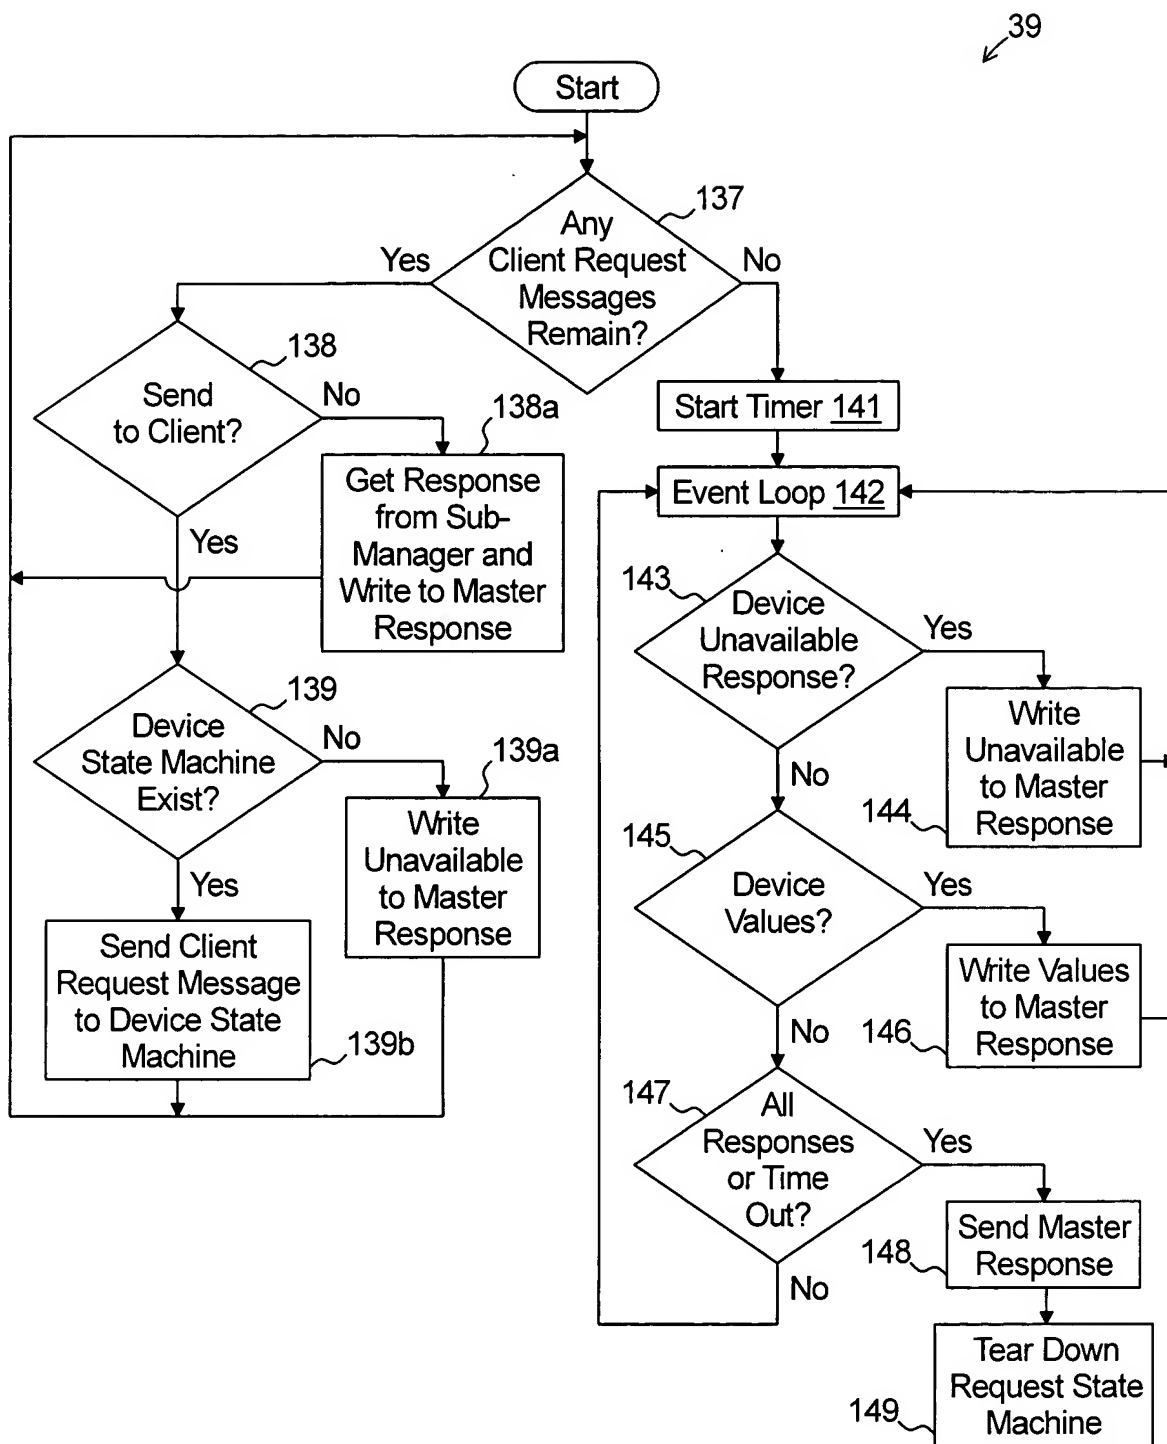 39
Start
137
Any
Client Request
Messages
Remain?
Yes
No
138
Send
to Client?
No
Yes
138a
Get Response
from Sub-
Manager and
Write to Master
Response
139
Device
State Machine
Exist?
No
Yes
139a
Write
Unavailable
to Master
Response
Send Client
Request Message
to Device State
Machine
139b
Start Timer 141
Event Loop 142
143
Device
Unavailable
Response?
Yes
No
Write
Unavailable
to Master
Response
144
145
Device
Values?
Yes
No
Write Values
to Master
Response
146
147
All
Responses
or Time
Out?
Yes
No
Send Master
Response
148
Tear Down
Request State
Machine
149